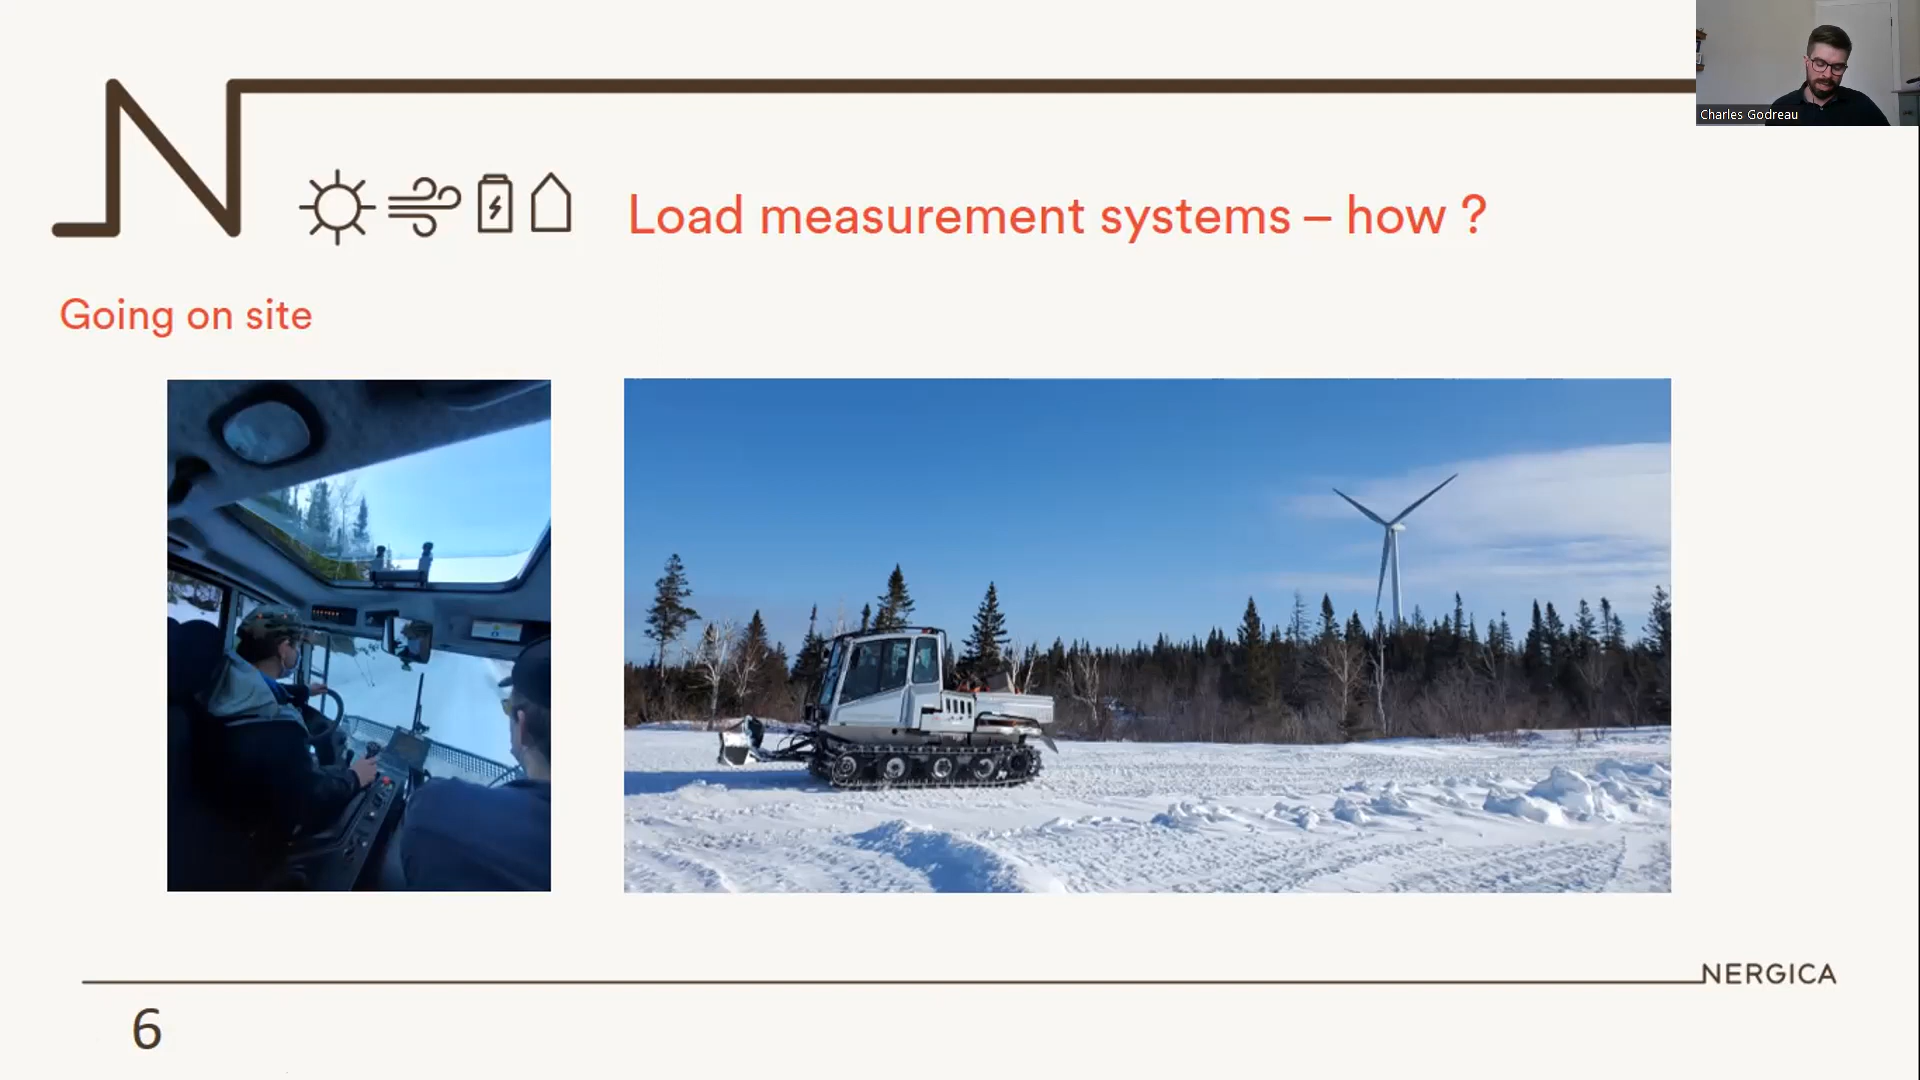 Charles Godreau
Load measurement systems – how ?
Going on site
NERGICA
6